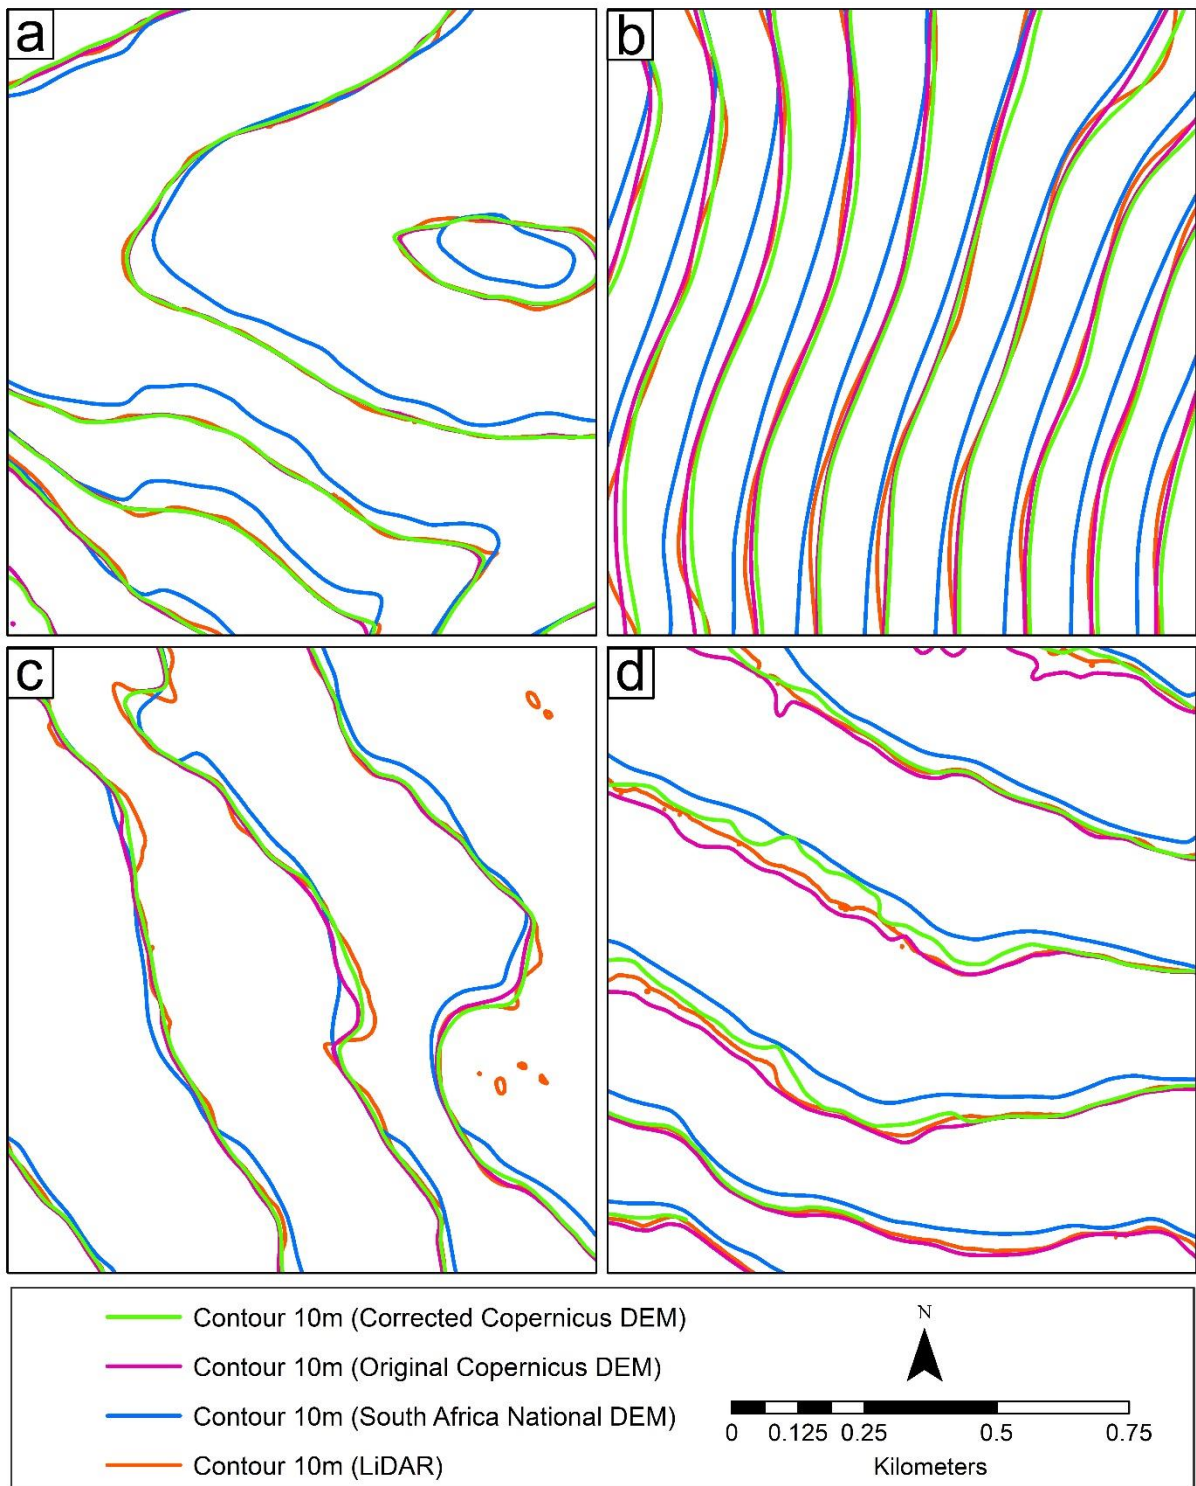 a
b
c
d
Contour 10m (Corrected Copernicus DEM)
Contour 10m (Original Copernicus DEM)
Contour 10m (South Africa National DEM)
Contour 10m (LiDAR)
N
0 0.125 0.25 0.5 0.75
Kilometers